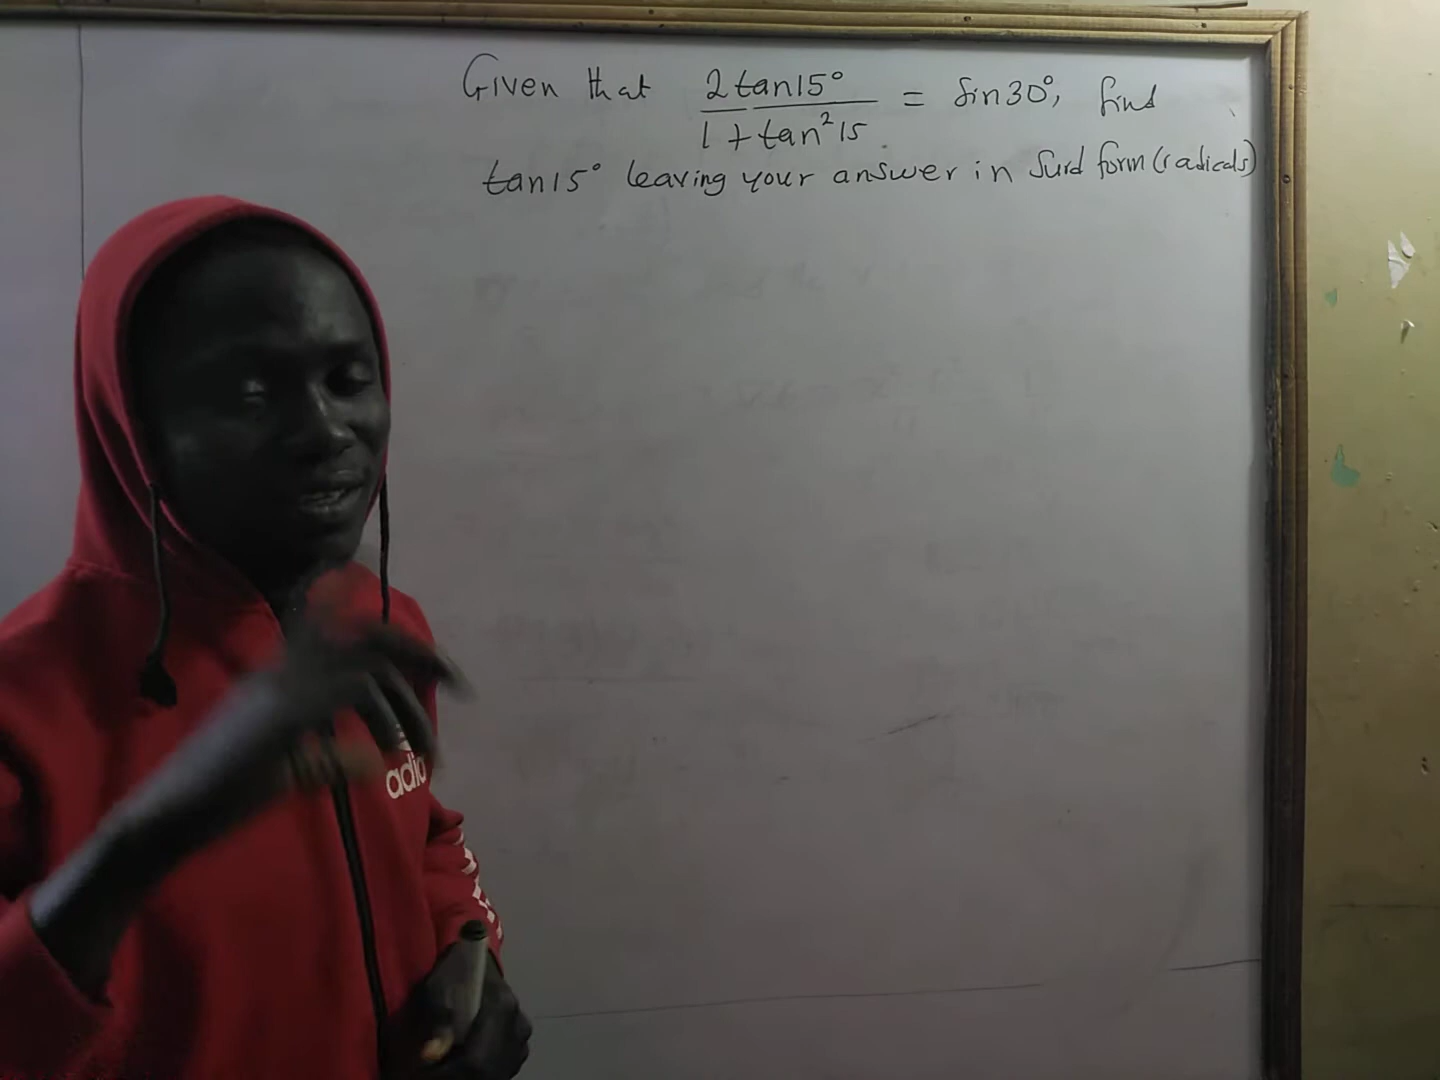 Given that 2tan15° / 1 + tan²15 = Sin30°, find
tan15° leaving your answer in Surd form (radicals)
adid